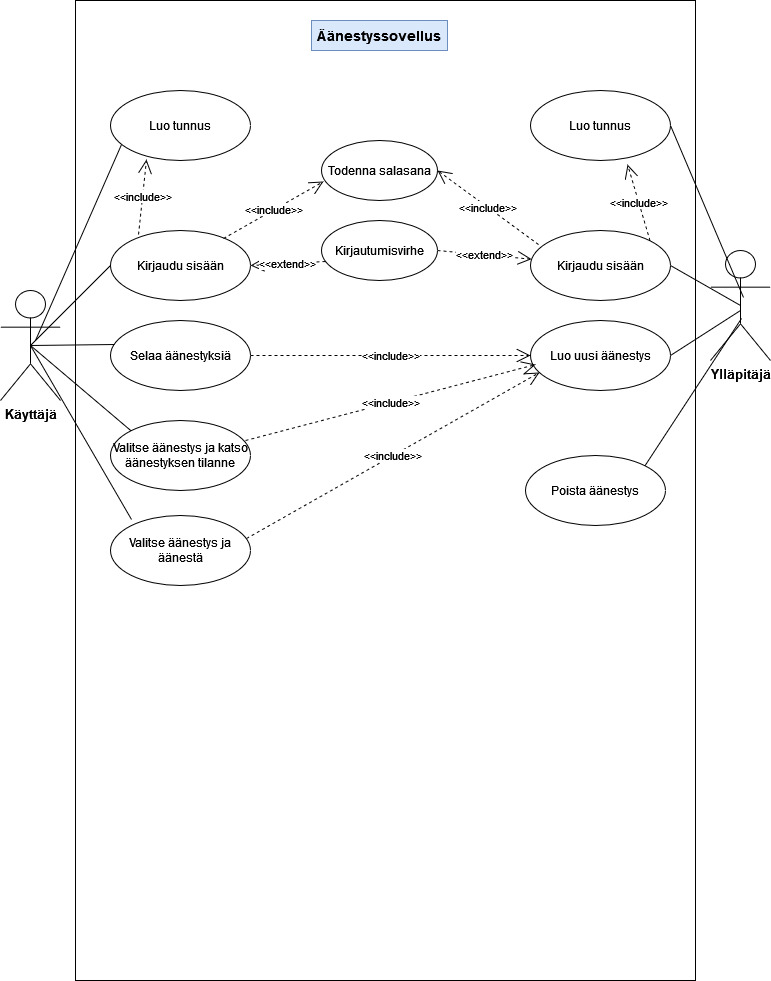 Äänestyssovellus
Luo tunnus
Luo tunnus
Todenna salasana
<<include>>
<<include>>
<<include>>
<<include>>
Kirjautumisvirhe
Kirjaudu sisään
<<extend>>
<<extend>>
Kirjaudu sisään
Selaa äänestyksiä
<<include>>
Luo uusi äänestys
Ylläpitäjä
Käyttäjä
<<include>>
Valitse äänestys ja katso
äänestyksen tilanne
<<include>>
Poista äänestys
Valitse äänestys ja
äänestä